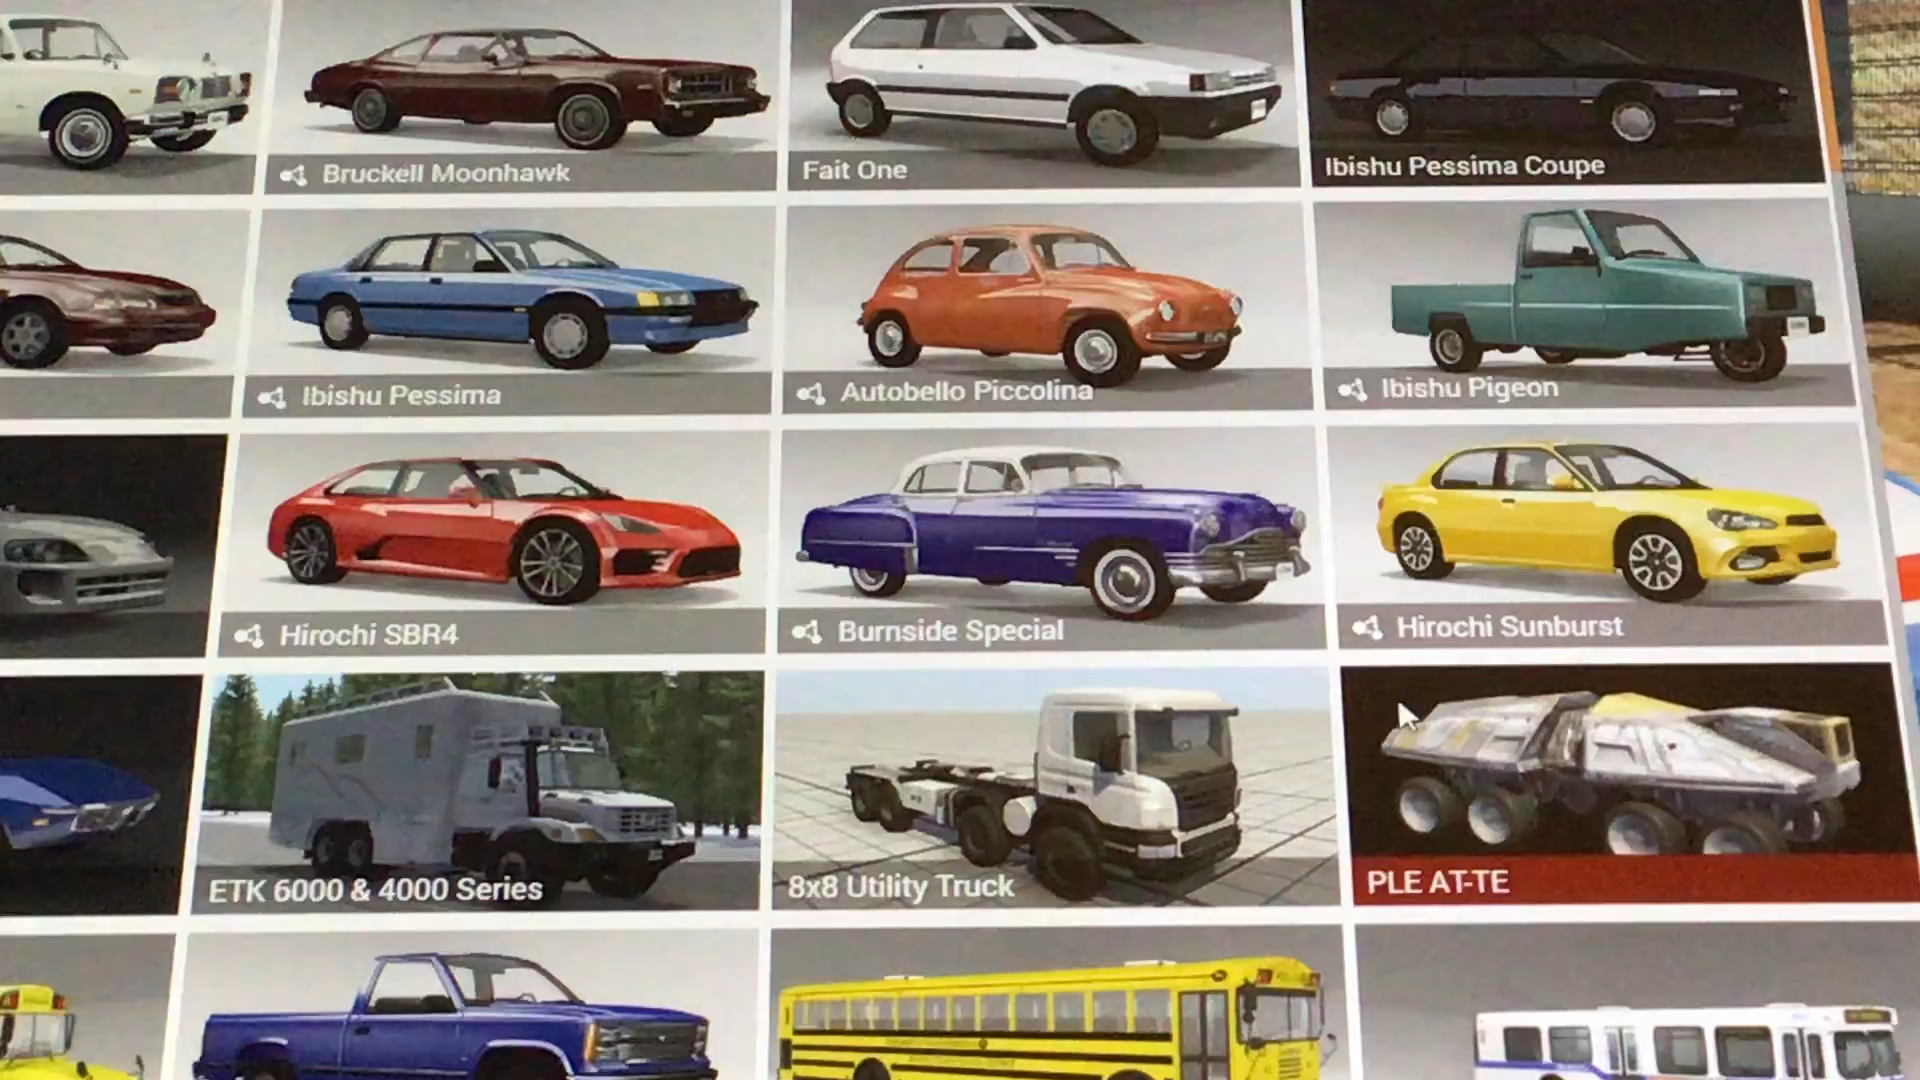 Bruckell Moonhawk
Fait One
Ibishu Pessima Coupe
Ibishu Pessima
Autobello Piccolina
Ibishu Pigeon
Hirochi SBR4
Burnside Special
Hirochi Sunburst
ETK 6000 & 4000 Series
8x8 Utility Truck
PLE AT-TE